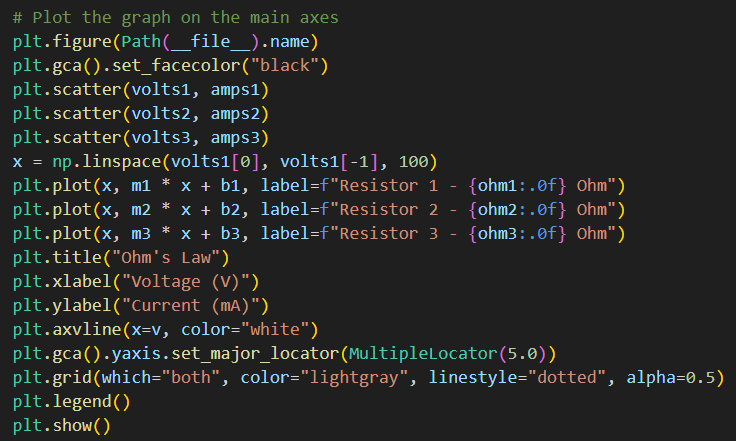 # Plot the graph on the main axes
plt.figure(Path(__file__).name)
plt.gca().set_facecolor("black")
plt.scatter(volts1, amps1)
plt.scatter(volts2, amps2)
plt.scatter(volts3, amps3)
x = np.linspace(volts1[0], volts1[-1], 100)
plt.plot(x, m1 * x + b1, label=f"Resistor 1 - {ohm1:.0f} Ohm")
plt.plot(x, m2 * x + b2, label=f"Resistor 2 - {ohm2:.0f} Ohm")
plt.plot(x, m3 * x + b3, label=f"Resistor 3 - {ohm3:.0f} Ohm")
plt.title("Ohm's Law")
plt.xlabel("Voltage (V)")
plt.ylabel("Current (mA)")
plt.axvline(x=v, color="white")
plt.gca().yaxis.set_major_locator(MultipleLocator(5.0))
plt.grid(which="both", color="lightgray", linestyle="dotted", alpha=0.5)
plt.legend()
plt.show()